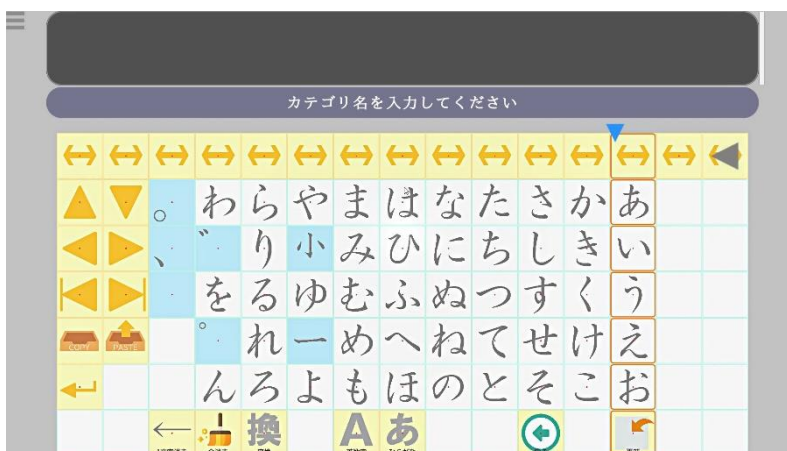 カテゴリ名を入力してください
。 わ らやまはなたさかあ
、 ゛ り 小 みひにちしきい
を るゆむふぬつすくう
COPY PASTE ゜ れ ー めへねてせけえ
んろよもほのとそこお
換 A あ